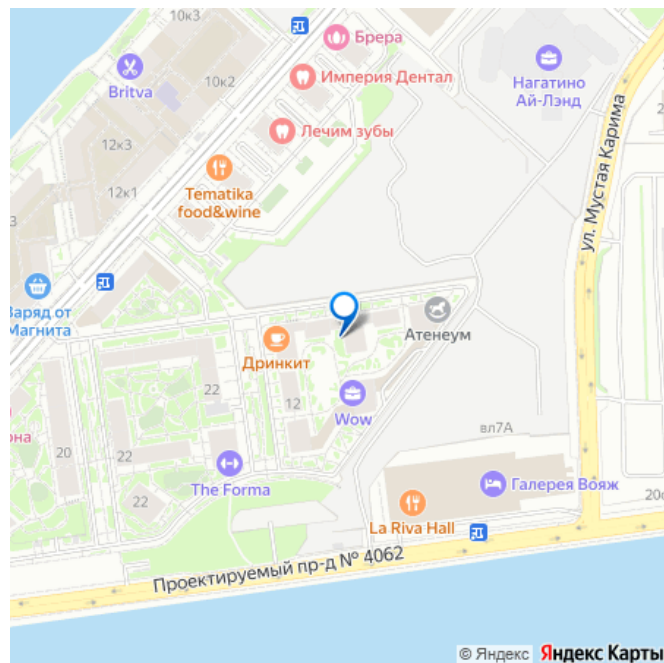 10к3
Брера
Britva
10к2
Империя Дентал
Нагатино
Ай-Лэнд
Лечим зубы
12к3
12к1
Tematika
food&wine
ул. Мустая Карима
Заряд от
Магнита
Атенеум
Дринкит
22
12
Wow
вл7А
она
20
22
The Forma
Галерея Вояж
22
La Riva Hall
Проектируемый пр-д № 4062
© Яндекс Яндекс Карты